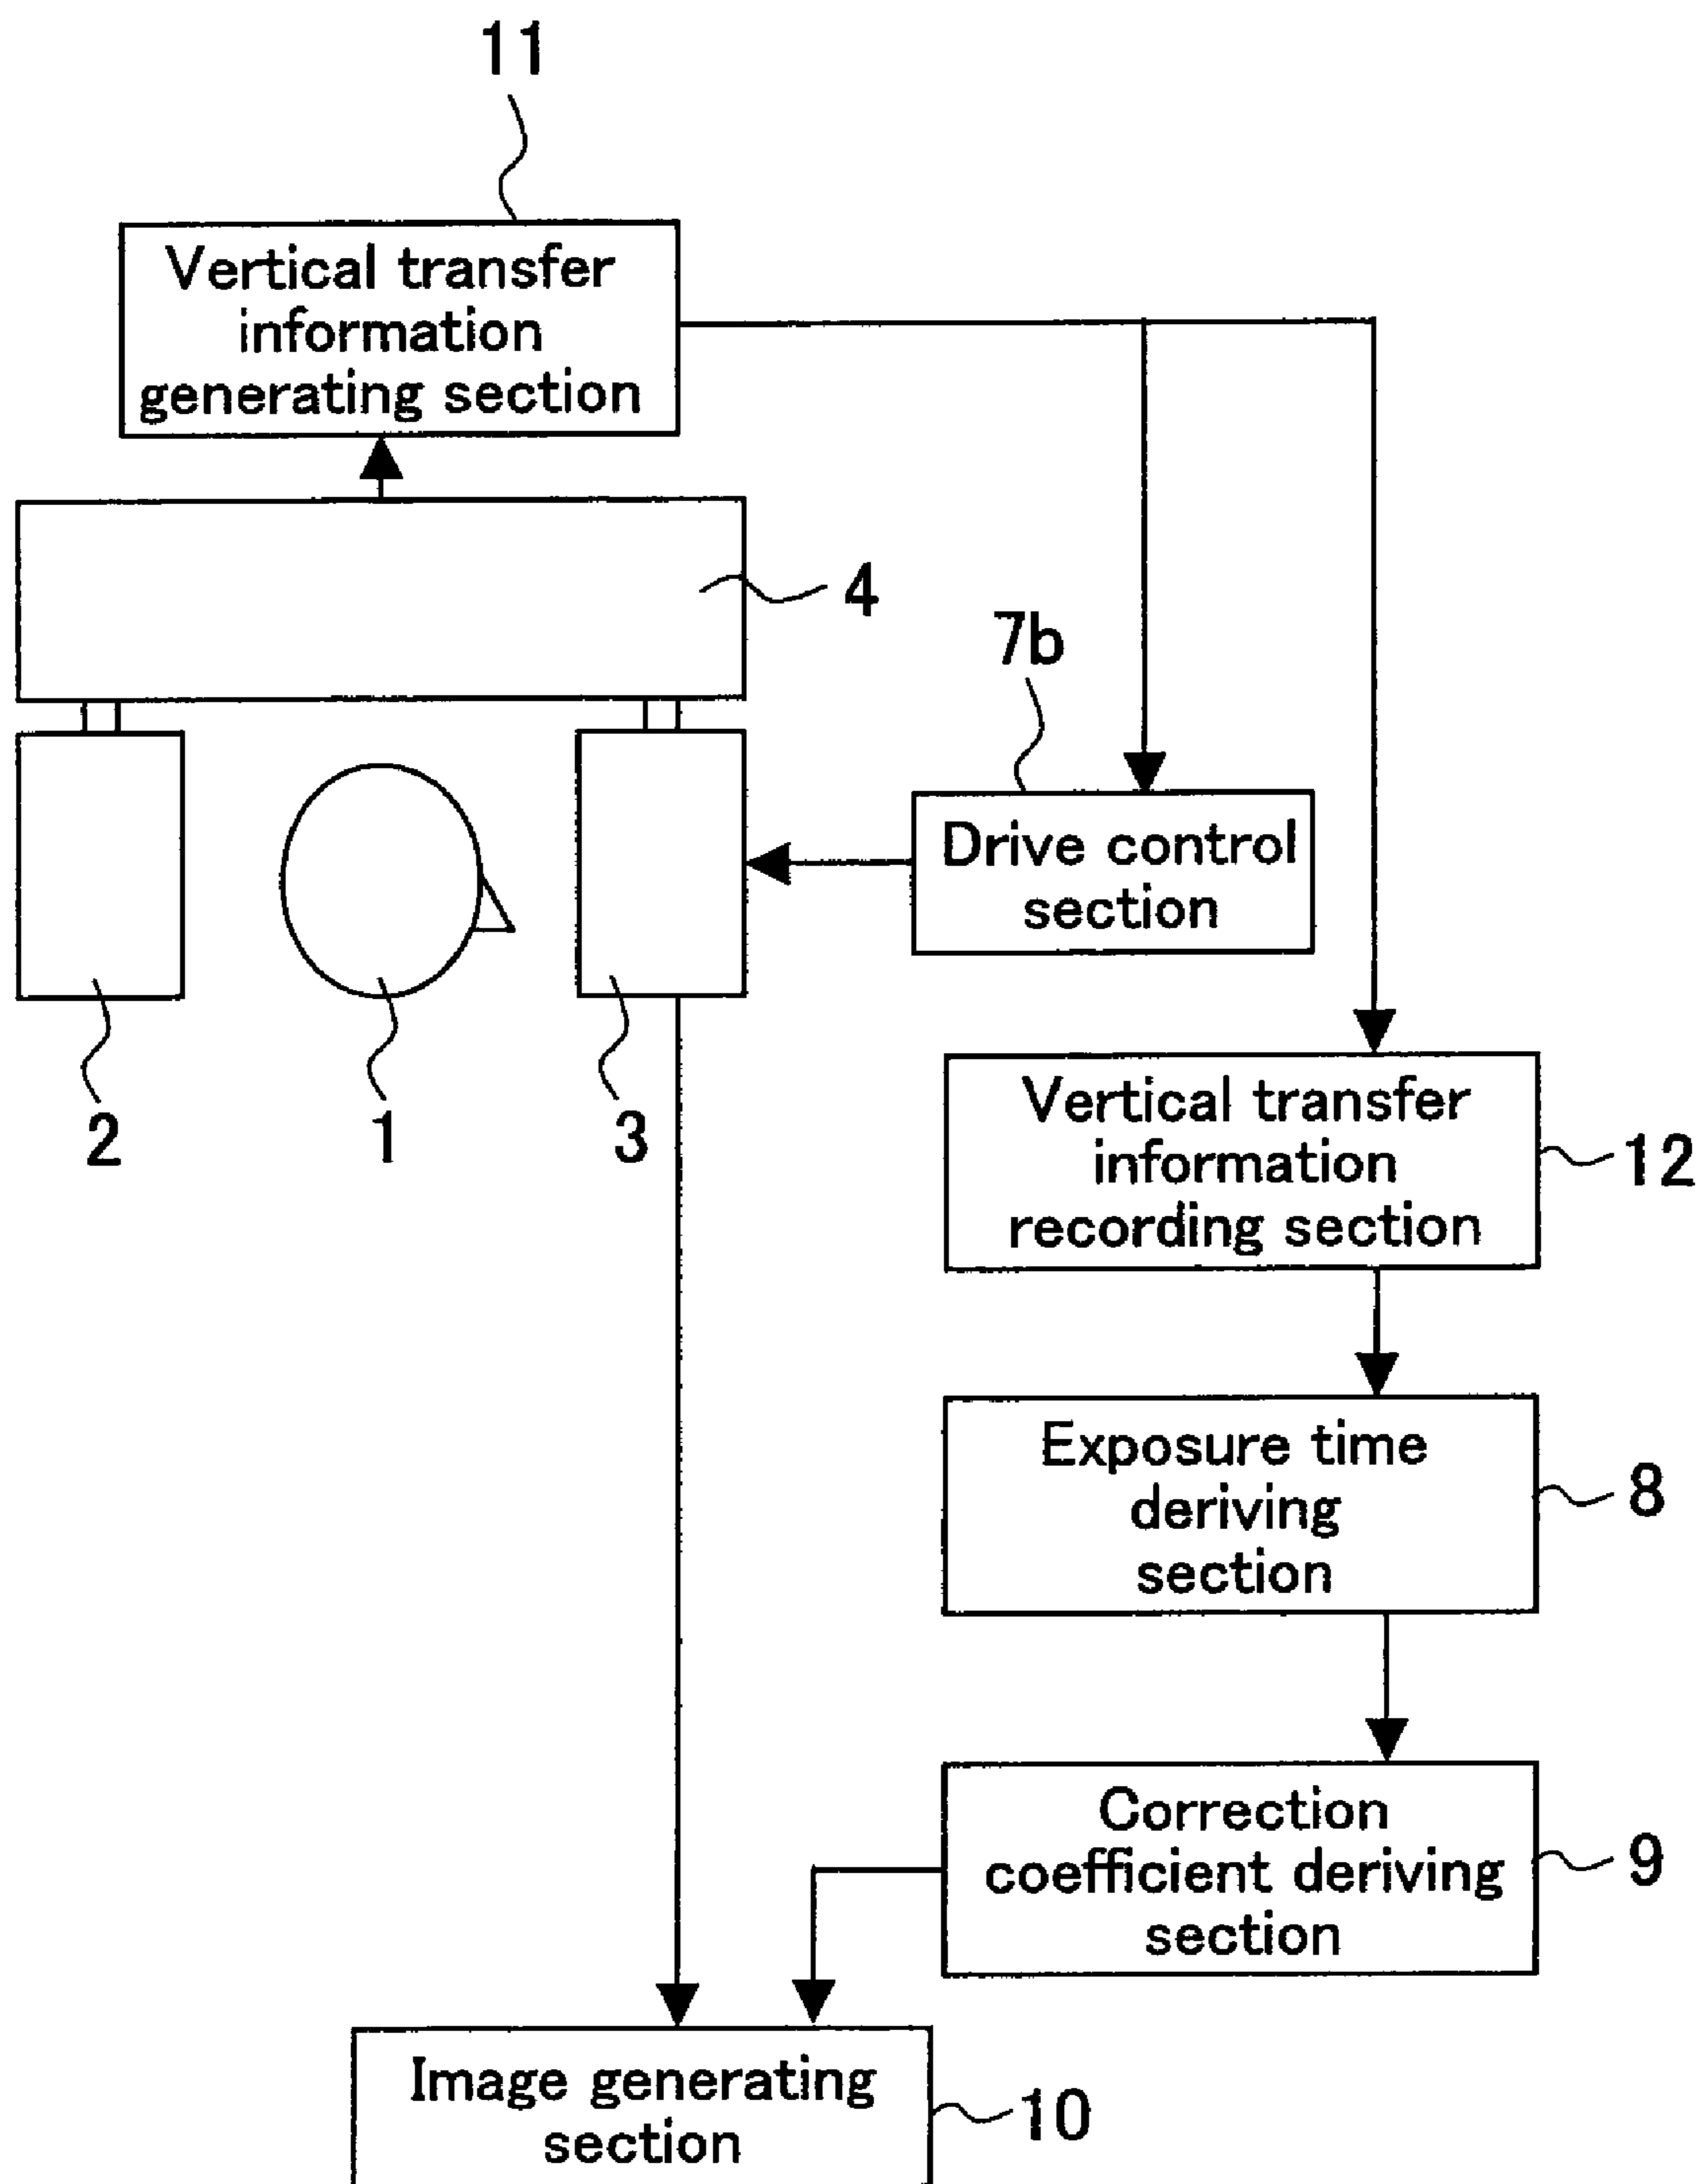 11
Vertical transfer
information
generating section
4
7b
Drive control
section
2
1
3
Vertical transfer
information
recording section
12
Exposure time
deriving
section
8
Correction
coefficient deriving
section
9
Image generating
section
10